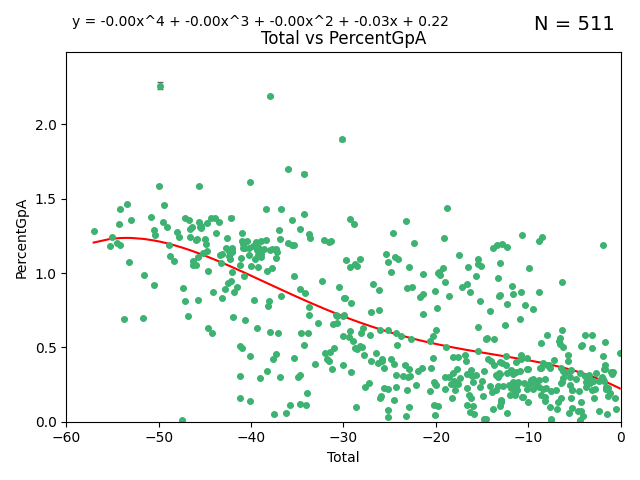 y = -0.00x^4 + -0.00x^3 + -0.00x^2 + -0.03x + 0.22
N = 511
Total vs PercentGpA
PercentGpA
2.0
1.5
1.0
0.5
0.0
−60 −50 −40 −30 −20 −10 0
Total